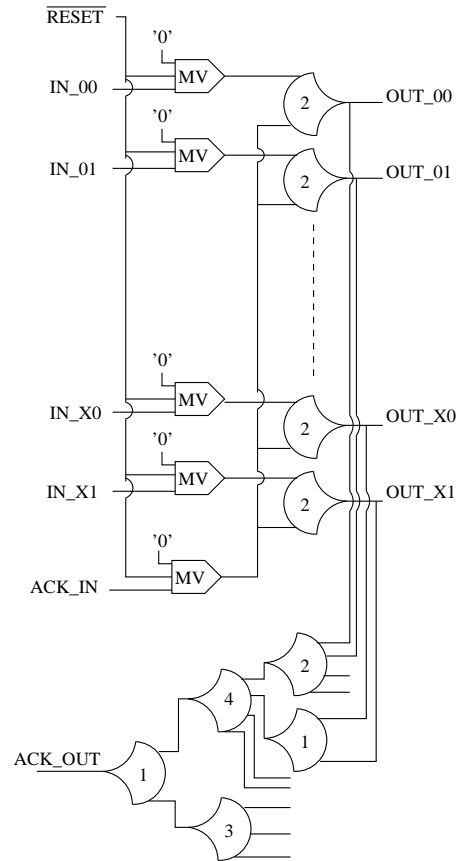 RESET
'0'
MV
IN_00
2
OUT_00
'0'
MV
IN_01
2
OUT_01
'0'
MV
IN_X0
2
OUT_X0
'0'
MV
IN_X1
2
OUT_X1
'0'
MV
ACK_IN
2
4
1
ACK_OUT
1
3